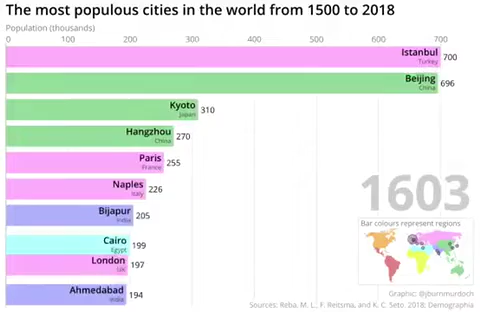 The most populous cities in the world from 1500 to 2018
Population (thousands)
0 100 200 300 400 500 600 700
Istanbul
Turkey
700
Beijing
China
696
Kyoto
Japan
310
Hangzhou
China
270
Paris
France
255
Naples
Italy
226
Bijapur
India
205
Cairo
Egypt
199
London
UK
197
Ahmedabad
India
194
1603
Bar colours represent regions
Graphic: @jburnmurdoch
Sources: Reba, M. L., F. Reitsma, and K. C. Seto. 2018; Demographia